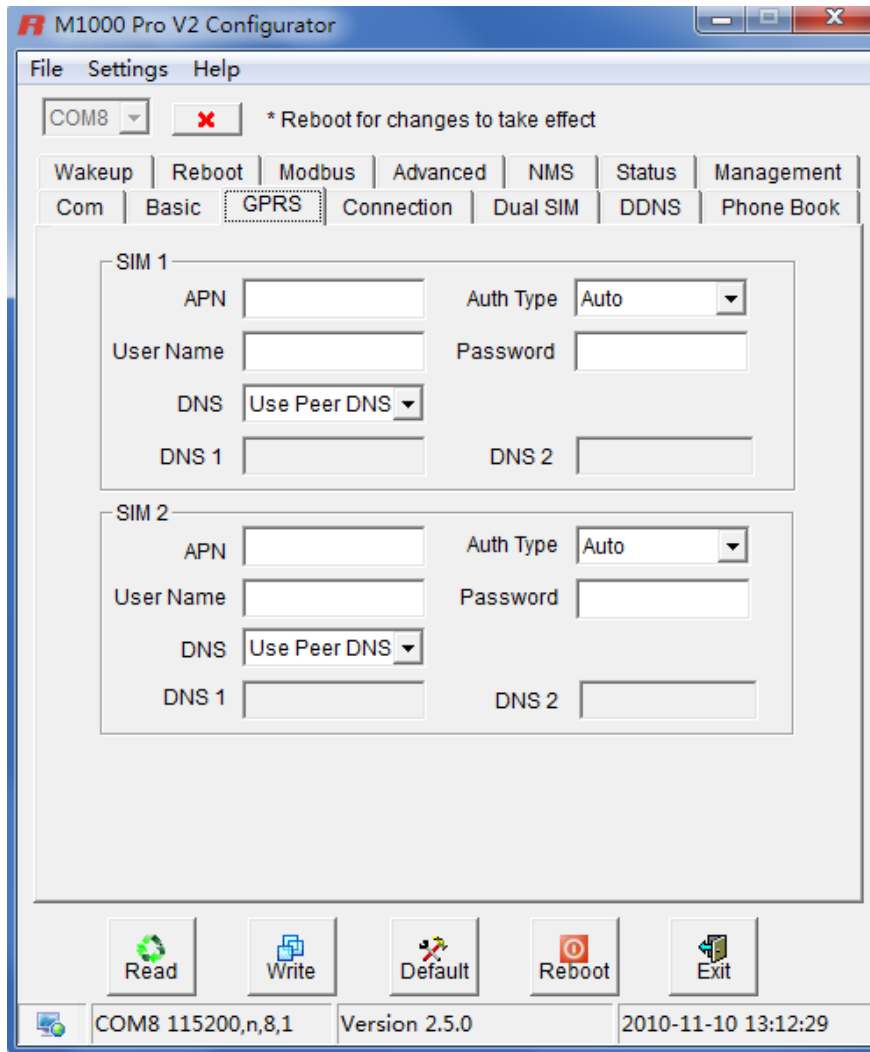 M1000 Pro V2 Configurator
File Settings Help
COM8 * Reboot for changes to take effect
Wakeup Reboot Modbus Advanced NMS Status Management
Com Basic GPRS Connection Dual SIM DDNS Phone Book
SIM 1
APN Auth Type Auto
User Name Password
DNS Use Peer DNS
DNS 1 DNS 2
SIM 2
APN Auth Type Auto
User Name Password
DNS Use Peer DNS
DNS 1 DNS 2
Read Write Default Reboot Exit
COM8 115200,n,8,1 Version 2.5.0 2010-11-10 13:12:29